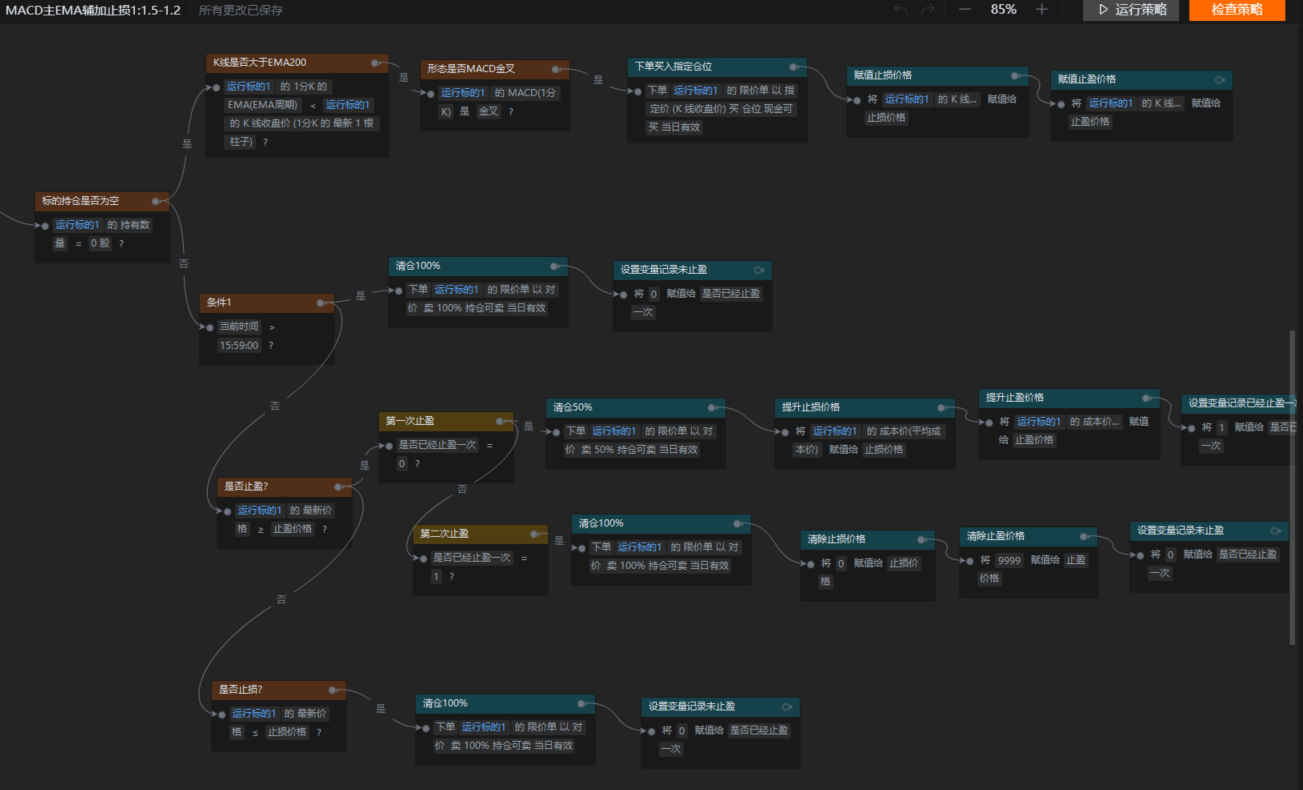 MACD主EMA辅加止损1:1.5-1.2 所有更改已保存
85%
运行策略
检查策略
K线是否大于EMA200
运行标的1 的 1分K 的
EMA(EMA周期) < 运行标的1
的 K 线收盘价 (1分K 的 最新 1 根
柱子) ?
是
形态是否MACD金叉
运行标的1 的 MACD(1分
K) 是 金叉 ?
是
下单买入指定仓位
下单 运行标的1 的 限价单 以 指
定价 (K 线收盘价) 买 仓位 现金可
买 当日有效
赋值止损价格
将 运行标的1 的 K 线... 赋值给
止损价格
赋值止盈价格
将 运行标的1 的 K 线... 赋值给
止盈价格
是
标的持仓是否为空
运行标的1 的 持有数
量 = 0 股 ?
否
条件1
当前时间 >
15:59:00 ?
是
清仓100%
下单 运行标的1 的 限价单 以 对
价 卖 100% 持仓可卖 当日有效
设置变量记录未止盈
将 0 赋值给 是否已经止盈
一次
否
是否止盈?
运行标的1 的 最新价
格 ≥ 止盈价格 ?
是
第一次止盈
是否已经止盈一次 =
0 ?
是
清仓50%
下单 运行标的1 的 限价单 以 对
价 卖 50% 持仓可卖 当日有效
提升止损价格
将 运行标的1 的 成本价(平均成
本价) 赋值给 止损价格
提升止盈价格
将 运行标的1 的 成本价... 赋值
给 止盈价格
设置变量记录已经止盈一
将 1 赋值给 是否已
一次
否
第二次止盈
是否已经止盈一次 =
1 ?
是
清仓100%
下单 运行标的1 的 限价单 以 对
价 卖 100% 持仓可卖 当日有效
清除止损价格
将 0 赋值给 止损价
格
清除止盈价格
将 9999 赋值给 止盈
价格
设置变量记录未止盈
将 0 赋值给 是否已经止盈
一次
否
是否止损?
运行标的1 的 最新价
格 ≤ 止损价格 ?
是
清仓100%
下单 运行标的1 的 限价单 以 对
价 卖 100% 持仓可卖 当日有效
设置变量记录未止盈
将 0 赋值给 是否已经止盈
一次